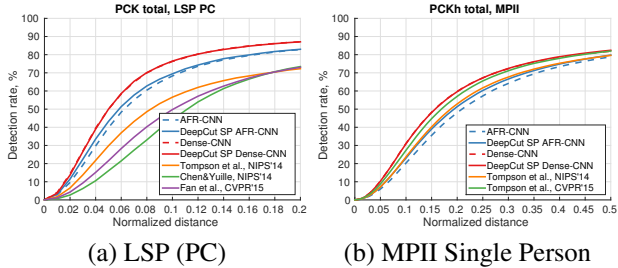 PCK total, LSP PC
100
90
80
70
60
50
40
30
20
10
0
Detection rate, %
AFR-CNN
DeepCut SP AFR-CNN
Dense-CNN
DeepCut SP Dense-CNN
Tompson et al., NIPS'14
Chen&Yuille, NIPS'14
Fan et al., CVPR'15
0 0.02 0.04 0.06 0.08 0.1 0.12 0.14 0.16 0.18 0.2
Normalized distance
(a) LSP (PC)
PCKh total, MPII
100
90
80
70
60
50
40
30
20
10
0
Detection rate, %
AFR-CNN
DeepCut SP AFR-CNN
Dense-CNN
DeepCut SP Dense-CNN
Tompson et al., NIPS'14
Tompson et al., CVPR'15
0 0.05 0.1 0.15 0.2 0.25 0.3 0.35 0.4 0.45 0.5
Normalized distance
(b) MPII Single Person